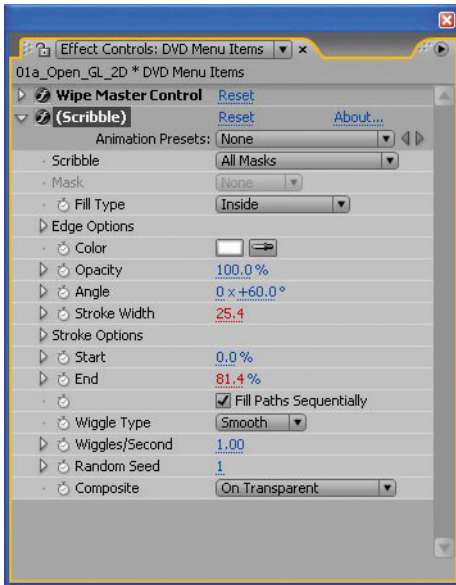 Effect Controls: DVD Menu Items
01a_Open_GL_2D * DVD Menu Items
Wipe Master Control Reset
(Scribble) Reset About...
Animation Presets: None
Scribble All Masks
Mask None
Fill Type Inside
Edge Options
Color
Opacity 100.0 %
Angle 0 x +60.0 °
Stroke Width 25.4
Stroke Options
Start 0.0 %
End 81.4 %
Fill Paths Sequentially
Wiggle Type Smooth
Wiggles/Second 1.00
Random Seed 1
Composite On Transparent